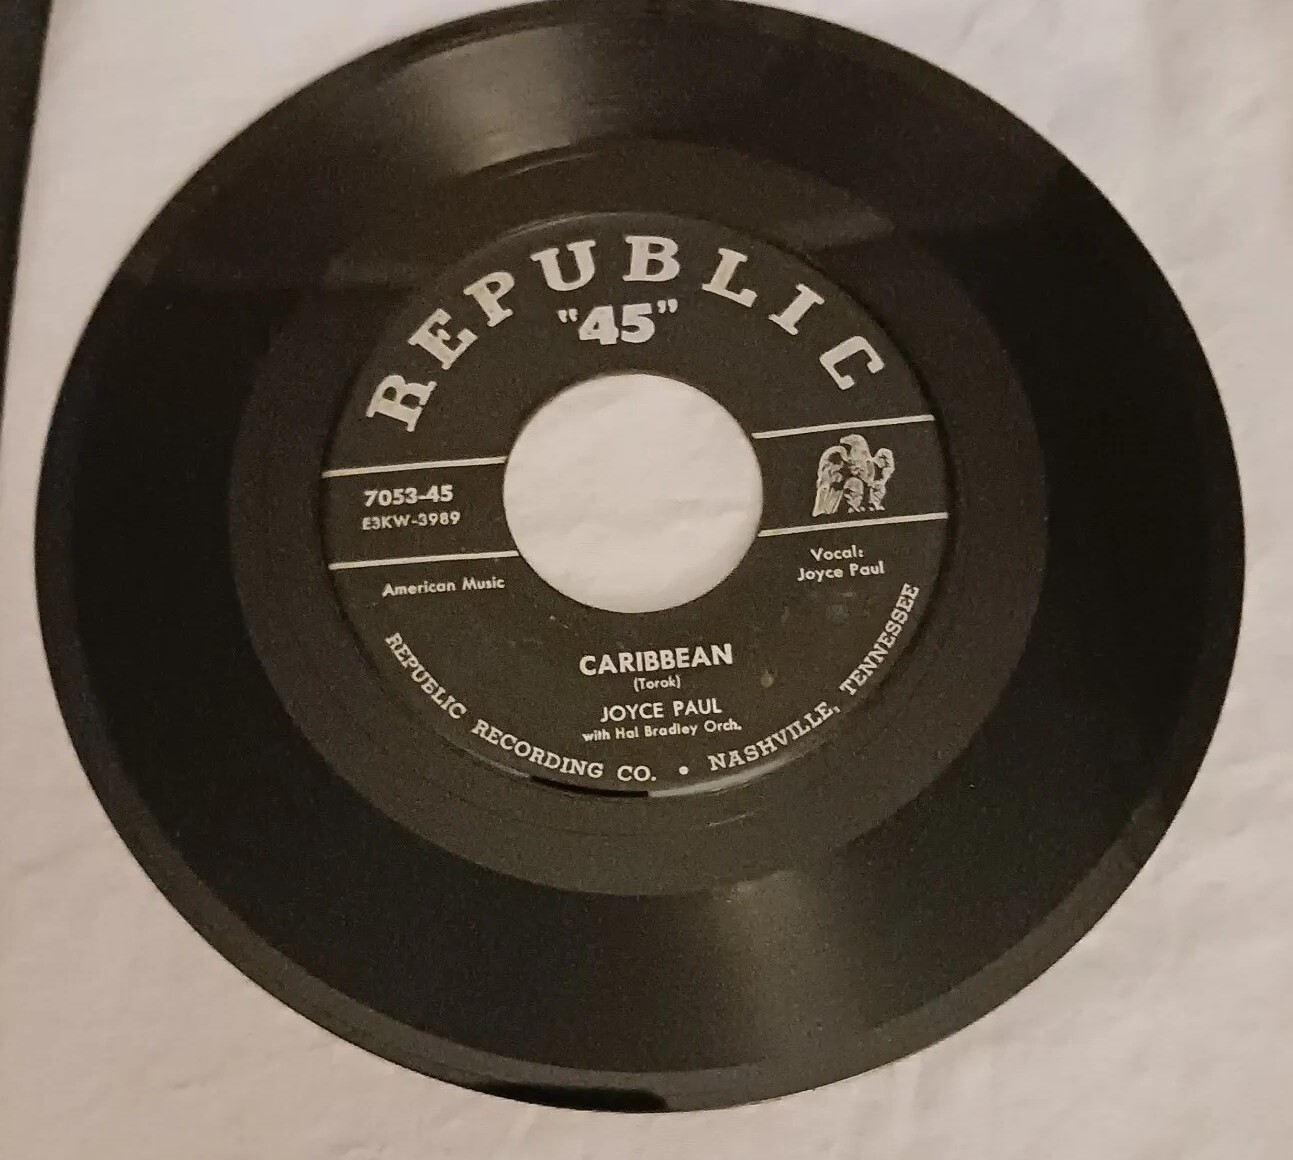 REPUBLIC
"45"
7053-45
E3KW-3989
American Music
Vocal:
Joyce Paul
CARIBBEAN
(Torok)
JOYCE PAUL
with Hal Bradley Orch.
REPUBLIC RECORDING CO. • NASHVILLE, TENNESSEE